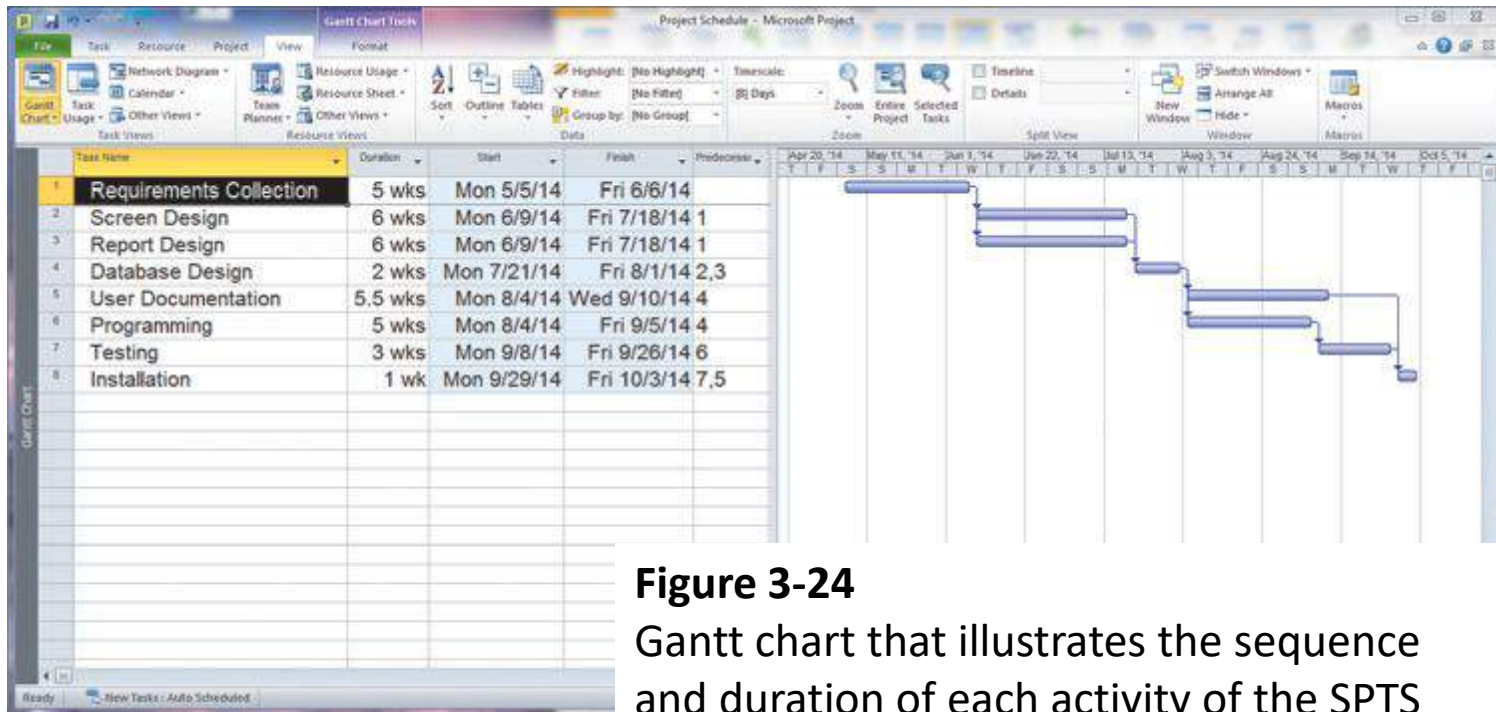 Gantt Chart Tools
Project Schedule - Microsoft Project
File Task Resource Project View Format
Gantt Chart
Task Usage
Network Diagram
Calendar
Other Views
Task Views
Team Planner
Resource Usage
Resource Sheet
Other Views
Resource Views
Sort Outline Tables
Highlight: [No Highlight]
Filter: [No Filter]
Group by: [No Group]
Data
Timescale:
Days
Zoom Entire Project Selected Tasks
Zoom
Timeline
Details
Split View
New Window
Switch Windows
Arrange All
Hide
Window
Macros
Macros
Task Name Duration Start Finish Predecessor
Apr 20, '14 May 11, '14 Jun 1, '14 Jun 22, '14 Jul 13, '14 Aug 3, '14 Aug 24, '14 Sep 14, '14 Oct 5, '14
T F S S M T W T F S S M T W T F S S M T W T F
1 Requirements Collection 5 wks Mon 5/5/14 Fri 6/6/14
2 Screen Design 6 wks Mon 6/9/14 Fri 7/18/14 1
3 Report Design 6 wks Mon 6/9/14 Fri 7/18/14 1
4 Database Design 2 wks Mon 7/21/14 Fri 8/1/14 2,3
5 User Documentation 5.5 wks Mon 8/4/14 Wed 9/10/14 4
6 Programming 5 wks Mon 8/4/14 Fri 9/5/14 4
7 Testing 3 wks Mon 9/8/14 Fri 9/26/14 6
8 Installation 1 wk Mon 9/29/14 Fri 10/3/14 7,5
Gantt Chart
Ready New Tasks : Auto Scheduled
Figure 3-24
Gantt chart that illustrates the sequence
and duration of each activity of the SPTS